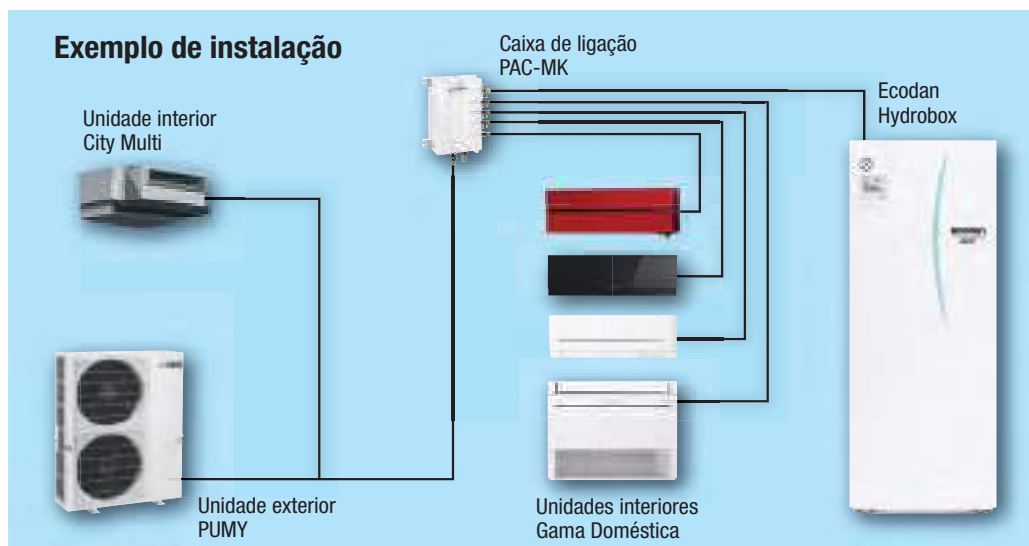 Exemplo de instalação
Caixa de ligação
PAC-MK
Unidade interior
City Multi
Ecodan
Hydrobox
Unidade exterior
PUMY
Unidades interiores
Gama Doméstica